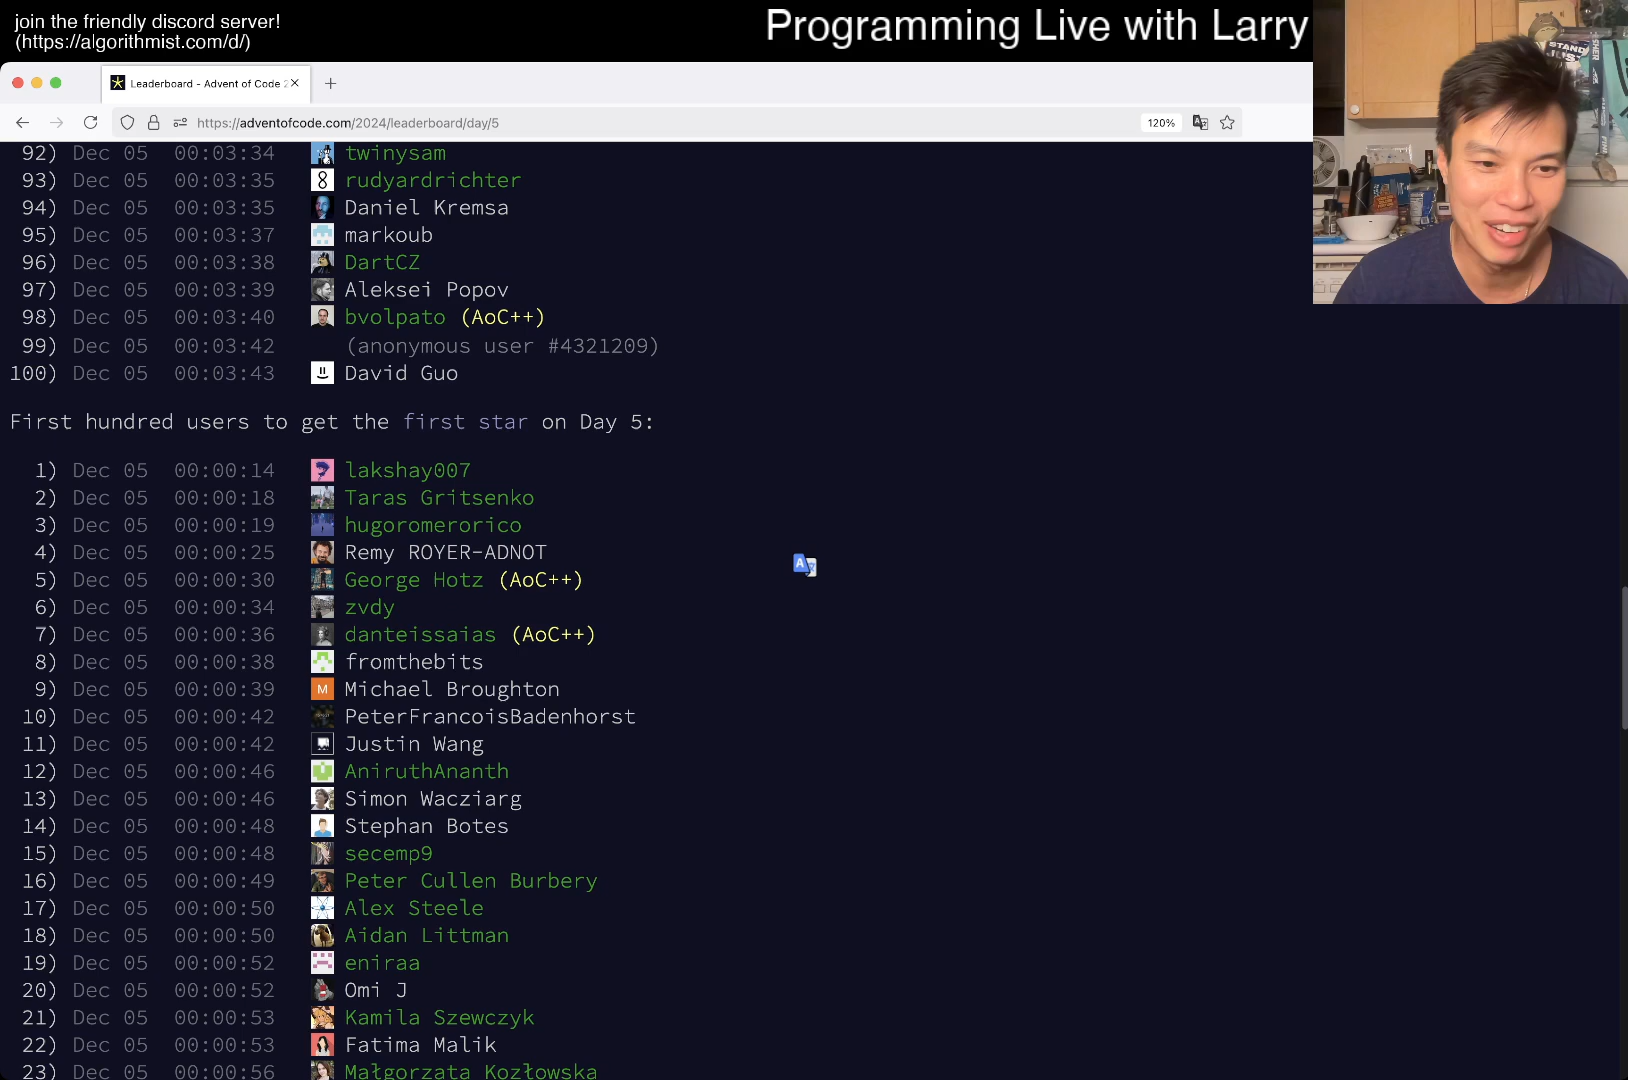 join the friendly discord server!
(https://algorithmist.com/d/)
Programming Live with Larry
Leaderboard - Advent of Code 2
https://adventofcode.com/2024/leaderboard/day/5
120%
92) Dec 05 00:03:34 twinysam
93) Dec 05 00:03:35 rudyardrichter
94) Dec 05 00:03:35 Daniel Kremsa
95) Dec 05 00:03:37 markoub
96) Dec 05 00:03:38 DartCZ
97) Dec 05 00:03:39 Aleksei Popov
98) Dec 05 00:03:40 bvolpato (AoC++)
99) Dec 05 00:03:42 (anonymous user #4321209)
100) Dec 05 00:03:43 David Guo
First hundred users to get the first star on Day 5:
1) Dec 05 00:00:14 lakshay007
2) Dec 05 00:00:18 Taras Gritsenko
3) Dec 05 00:00:19 hugoromerorico
4) Dec 05 00:00:25 Remy ROYER-ADNOT
5) Dec 05 00:00:30 George Hotz (AoC++)
6) Dec 05 00:00:34 zvdy
7) Dec 05 00:00:36 danteissaias (AoC++)
8) Dec 05 00:00:38 fromthebits
9) Dec 05 00:00:39 M Michael Broughton
10) Dec 05 00:00:42 PeterFrancoisBadenhorst
11) Dec 05 00:00:42 Justin Wang
12) Dec 05 00:00:46 AniruthAnanth
13) Dec 05 00:00:46 Simon Wacziarg
14) Dec 05 00:00:48 Stephan Botes
15) Dec 05 00:00:48 secemp9
16) Dec 05 00:00:49 Peter Cullen Burbery
17) Dec 05 00:00:50 Alex Steele
18) Dec 05 00:00:50 Aidan Littman
19) Dec 05 00:00:52 eniraa
20) Dec 05 00:00:52 Omi J
21) Dec 05 00:00:53 Kamila Szewczyk
22) Dec 05 00:00:53 Fatima Malik
23) Dec 05 00:00:56 Małgorzata Kozłowska